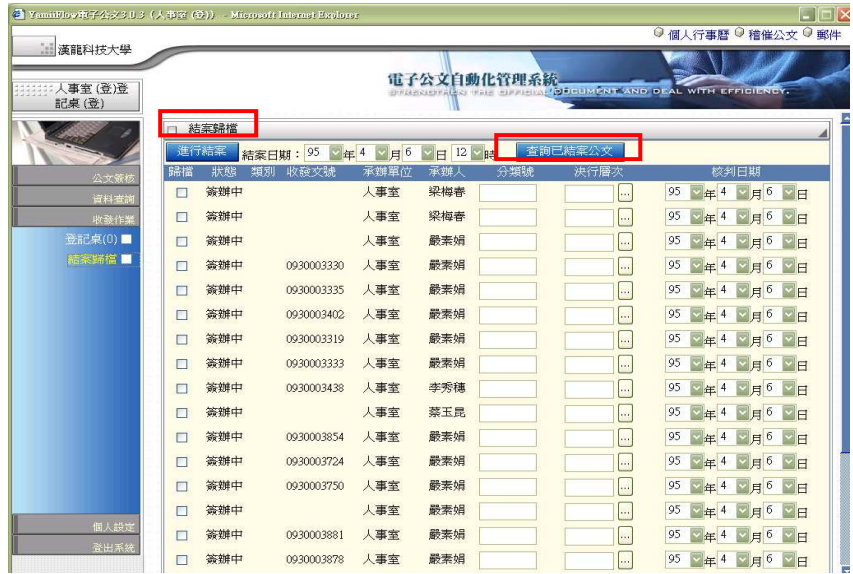 YamiiFlow電子公文3.0.3 (人事室 (登)) - Microsoft Internet Explorer
個人行事曆 稽催公文 郵件
漢龍科技大學
電子公文自動化管理系統
STRENGTHEN THE OFFICIAL DOCUMENT AND DEAL WITH EFFICIENCY.
人事室 (登)登記桌 (登)
公文簽核
資料查詢
收發作業
登記桌(0)
結案歸檔
個人設定
登出系統
結案歸檔
進行結案 結案日期：95 年 4 月 6 日 12 時 查詢已結案公文
歸檔 狀態 類別 收發文號 承辦單位 承辦人 分類號 決行層次 核判日期
簽辦中 人事室 梁梅春 ... 95 年 4 月 6 日
簽辦中 人事室 梁梅春 ... 95 年 4 月 6 日
簽辦中 人事室 嚴素娟 ... 95 年 4 月 6 日
簽辦中 0930003330 人事室 嚴素娟 ... 95 年 4 月 6 日
簽辦中 0930003335 人事室 嚴素娟 ... 95 年 4 月 6 日
簽辦中 0930003402 人事室 嚴素娟 ... 95 年 4 月 6 日
簽辦中 0930003319 人事室 嚴素娟 ... 95 年 4 月 6 日
簽辦中 0930003333 人事室 嚴素娟 ... 95 年 4 月 6 日
簽辦中 0930003438 人事室 李秀穗 ... 95 年 4 月 6 日
簽辦中 人事室 蔡玉昆 ... 95 年 4 月 6 日
簽辦中 0930003854 人事室 嚴素娟 ... 95 年 4 月 6 日
簽辦中 0930003724 人事室 嚴素娟 ... 95 年 4 月 6 日
簽辦中 0930003750 人事室 嚴素娟 ... 95 年 4 月 6 日
簽辦中 人事室 嚴素娟 ... 95 年 4 月 6 日
簽辦中 0930003881 人事室 嚴素娟 ... 95 年 4 月 6 日
簽辦中 0930003878 人事室 嚴素娟 ... 95 年 4 月 6 日